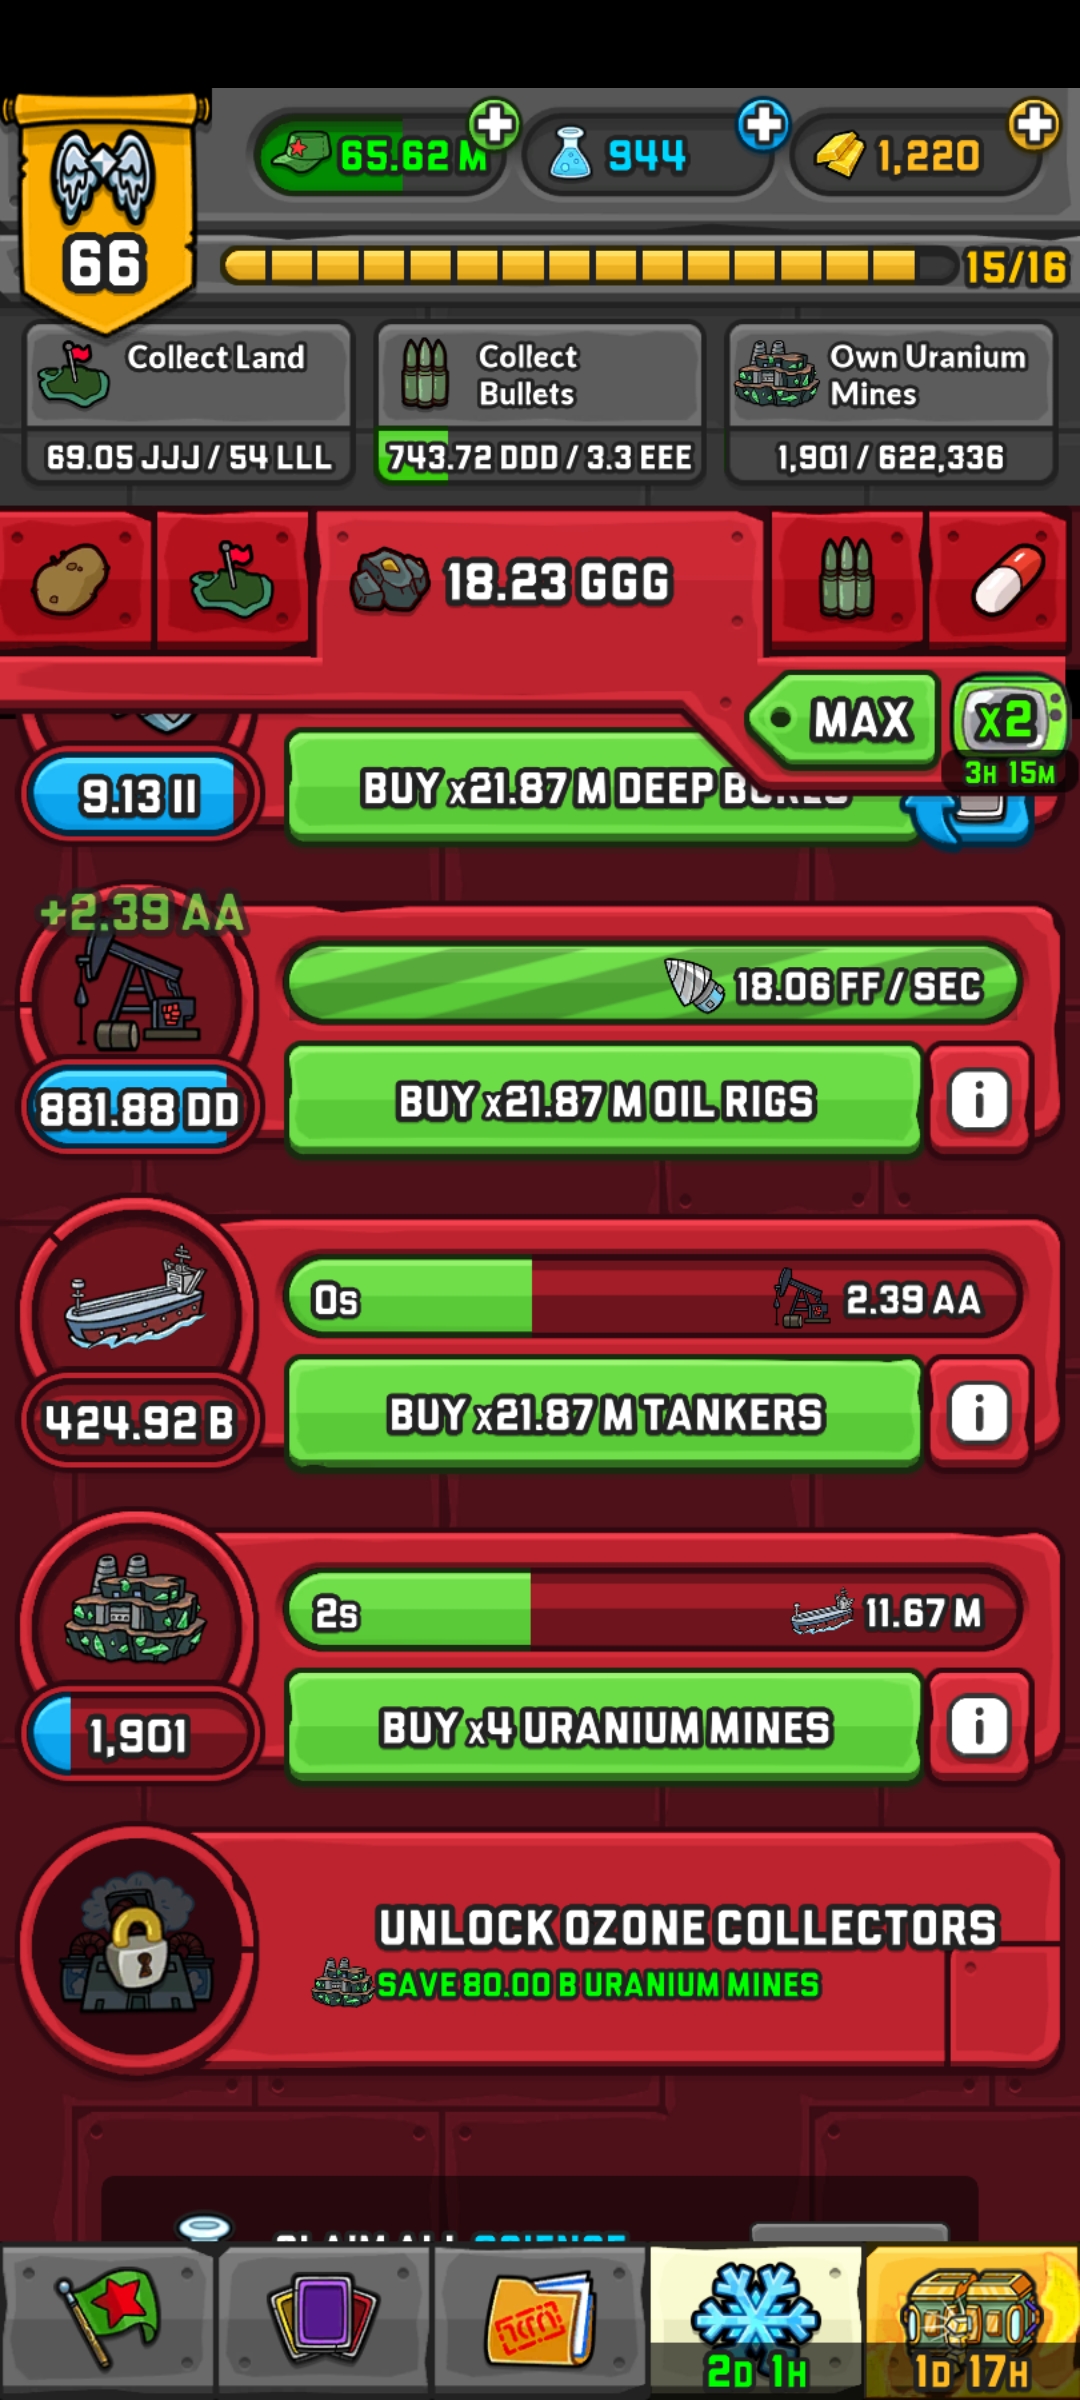 65.62 M
944
1,220
66
15/16
Collect Land
69.05 JJJ / 54 LLL
Collect
Bullets
743.72 DDD / 3.3 EEE
Own Uranium
Mines
1,901 / 622,336
18.23 GGG
MAX
x2
3H 15M
9.13 II
BUY x21.87 M DEEP
+2.39 AA
18.06 FF / SEC
881.88 DD
BUY x21.87 M OIL RIGS
i
0s
2.39 AA
424.92 B
BUY x21.87 M TANKERS
i
2s
11.67 M
1,901
BUY x4 URANIUM MINES
i
UNLOCK OZONE COLLECTORS
SAVE 80.00 B URANIUM MINES
CLAIM ALL SCIENCE
2D 1H
1D 17H